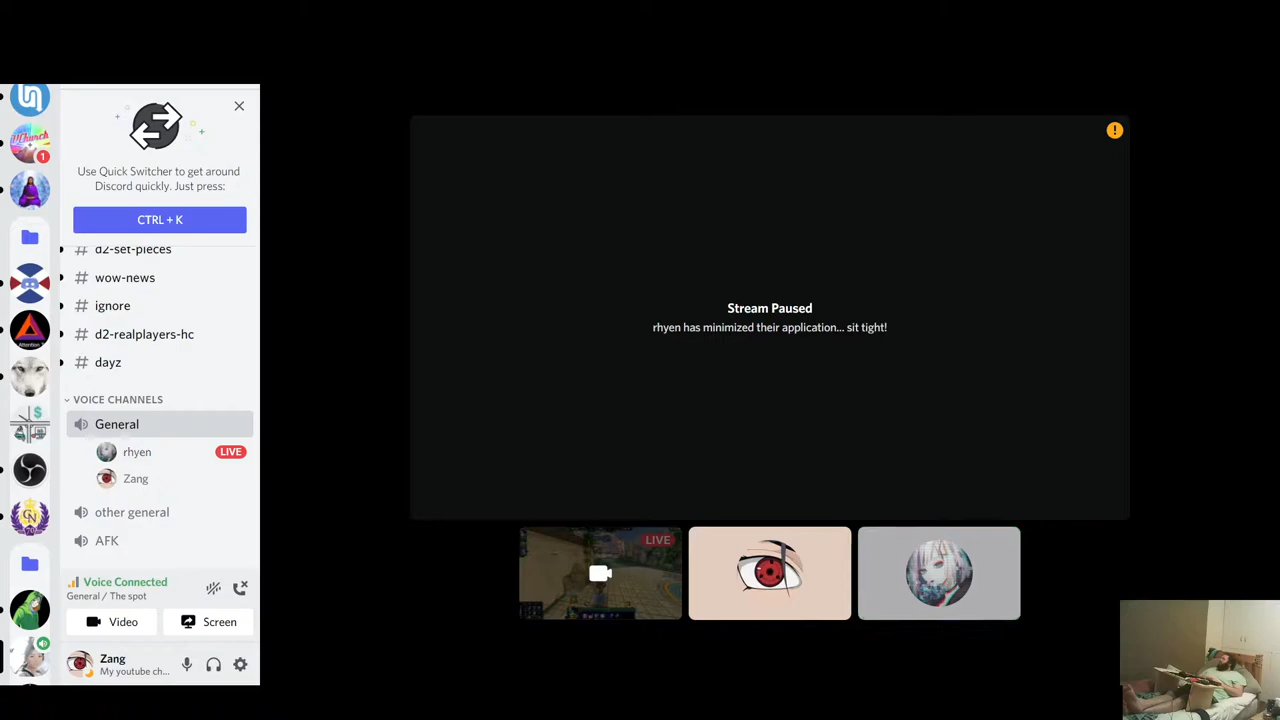 1
Use Quick Switcher to get around
Discord quickly. Just press:
CTRL + K
# d2-set-pieces
# wow-news
# ignore
# d2-realplayers-hc
# dayz
VOICE CHANNELS
General
rhyen LIVE
Zang
other general
AFK
Voice Connected
General / The spot
Video
Screen
Zang
My youtube ch...
!
Stream Paused
rhyen has minimized their application... sit tight!
LIVE